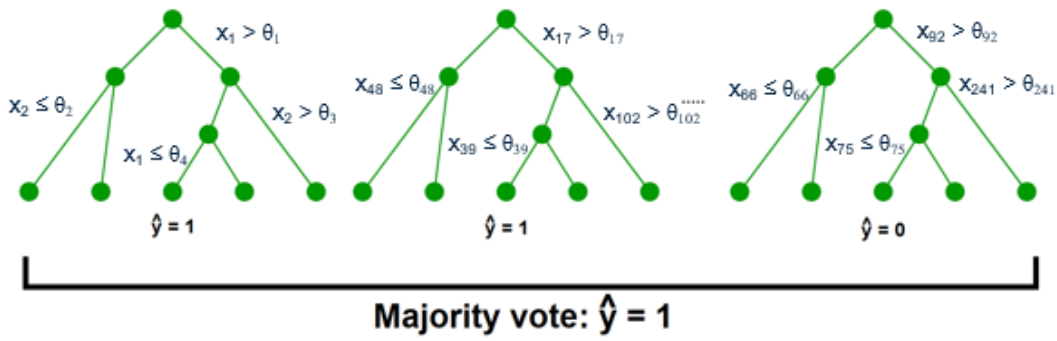 x₁ > θ₁
x₂ ≤ θ₂
x₂ > θ₃
x₁ ≤ θ₄
ŷ = 1
x₁₇ > θ₁₇
x₄₈ ≤ θ₄₈
x₁₀₂ > θ₁₀₂
x₃₉ ≤ θ₃₉
ŷ = 1
.....
x₉₂ > θ₉₂
x₆₆ ≤ θ₆₆
x₂₄₁ > θ₂₄₁
x₇₅ ≤ θ₇₅
ŷ = 0
Majority vote: ŷ = 1